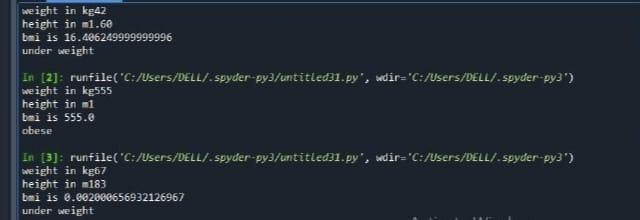 weight in kg42
height in m1.60
bmi is 16.406249999999996
under weight
In [2]: runfile('C:/Users/DELL/.spyder-py3/untitled31.py', wdir='C:/Users/DELL/.spyder-py3')
weight in kg555
height in m1
bmi is 555.0
obese
In [3]: runfile('C:/Users/DELL/.spyder-py3/untitled31.py', wdir='C:/Users/DELL/.spyder-py3')
weight in kg67
height in m183
bmi is 0.002000656932126967
under weight